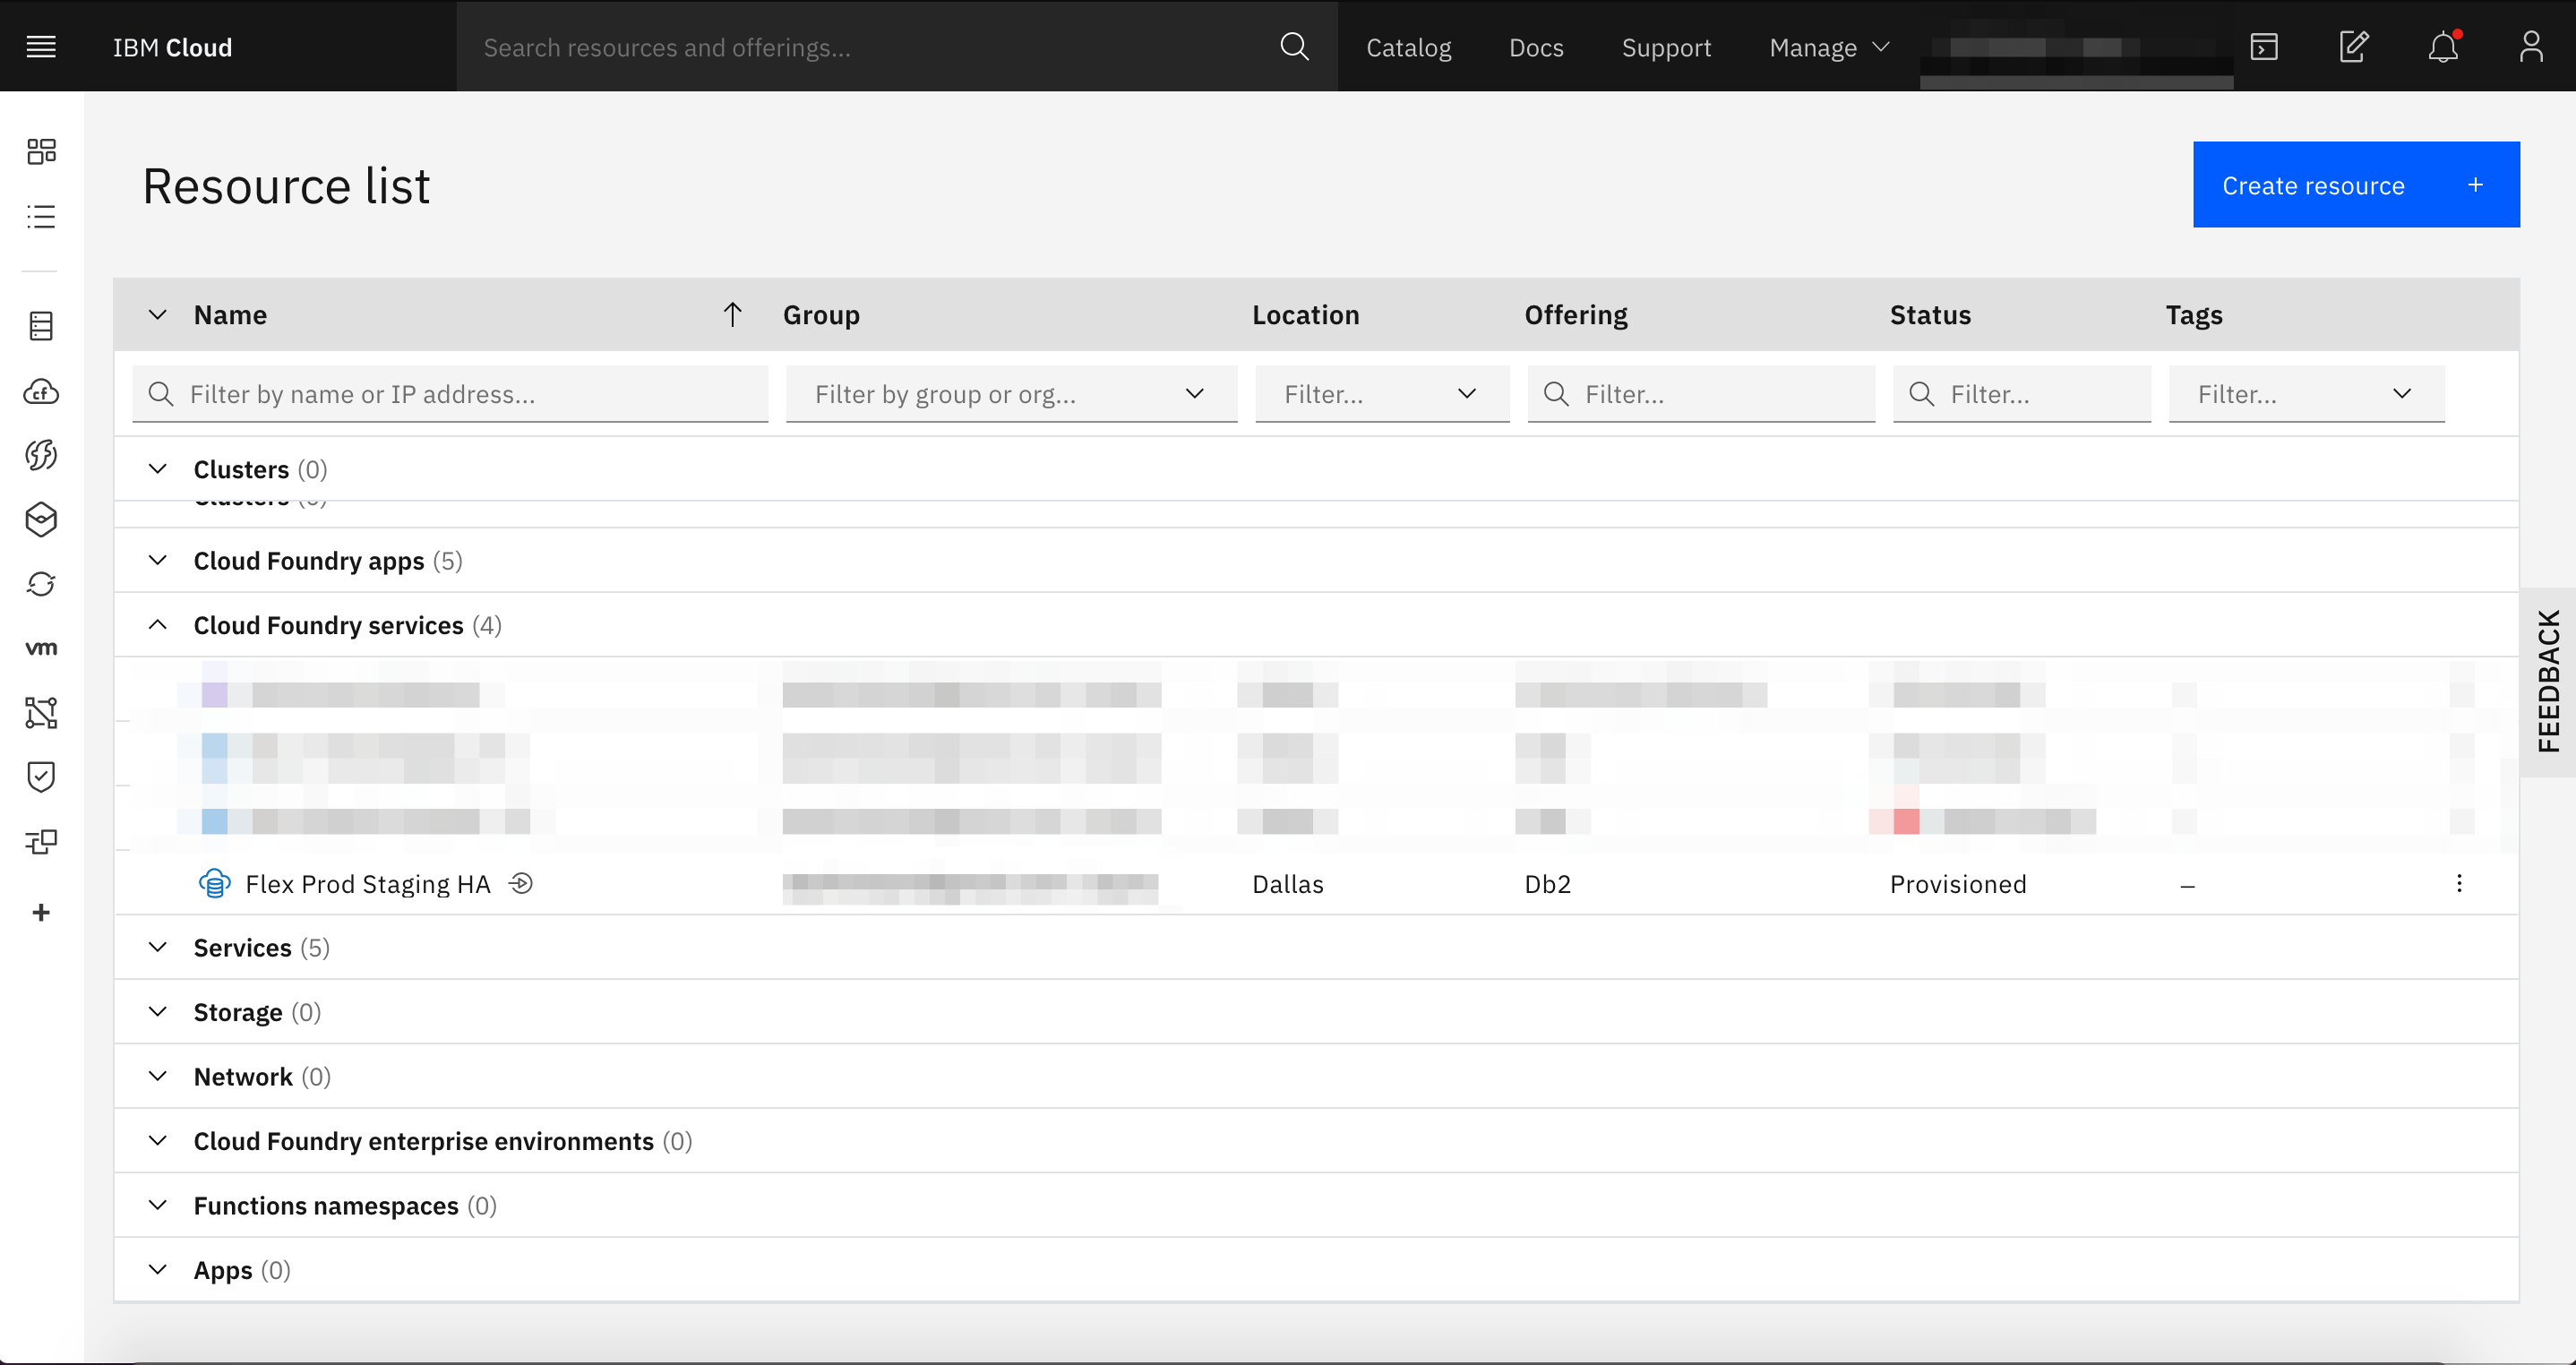 IBM Cloud
Search resources and offerings...
Catalog
Docs
Support
Manage
Resource list
Create resource +
Name
Group
Location
Offering
Status
Tags
Filter by name or IP address...
Filter by group or org...
Filter...
Filter...
Filter...
Filter...
Clusters (0)
Cloud Foundry apps (5)
Cloud Foundry services (4)
Flex Prod Staging HA
Dallas
Db2
Provisioned
–
Services (5)
Storage (0)
Network (0)
Cloud Foundry enterprise environments (0)
Functions namespaces (0)
Apps (0)
cf
vm
FEEDBACK